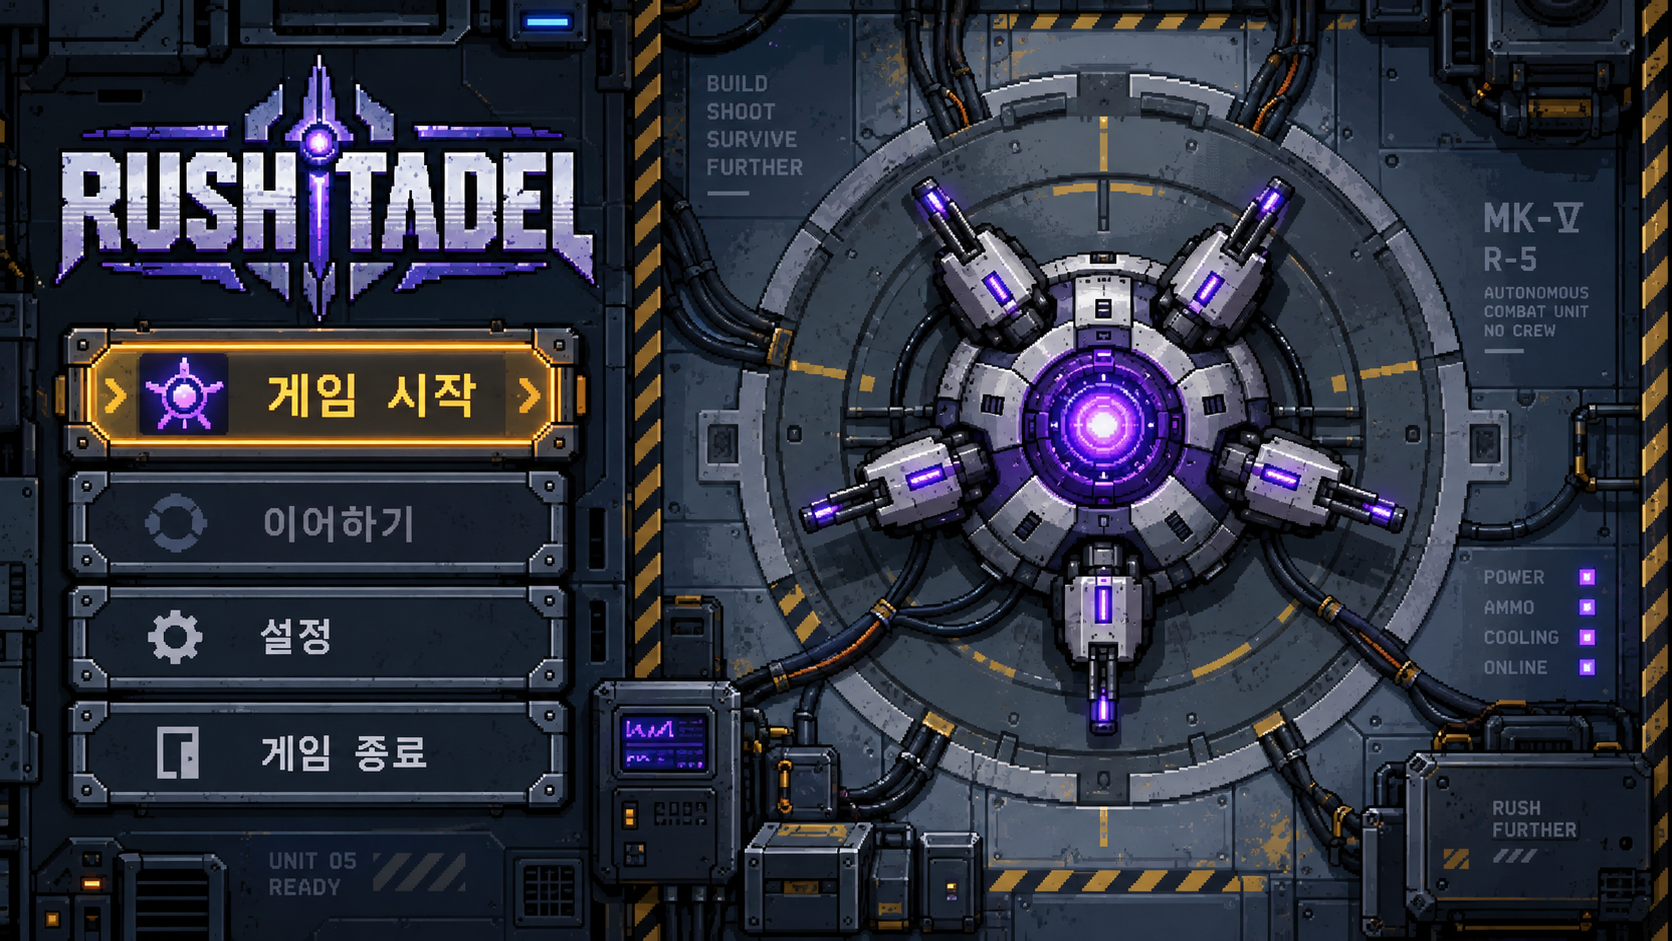 RUSHTADEL
게임 시작
이어하기
설정
게임 종료
UNIT 05
READY
BUILD
SHOOT
SURVIVE
FURTHER
MK-V
R-5
AUTONOMOUS
COMBAT UNIT
NO CREW
POWER
AMMO
COOLING
ONLINE
RUSH
FURTHER